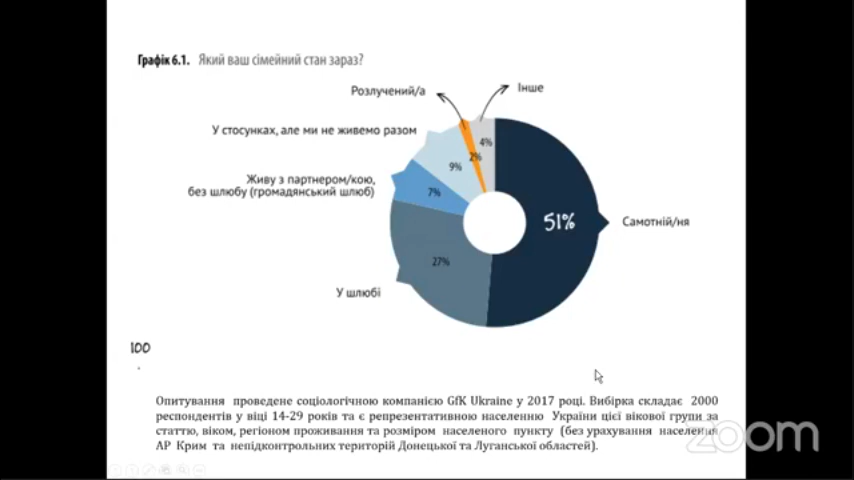 Графік 6.1. Який ваш сімейний стан зараз?
Розлучений/а
Інше
У стосунках, але ми не живемо разом
4%
2%
9%
Живу з партнером/кою,
без шлюбу (громадянський шлюб)
7%
51%
Самотній/ня
27%
У шлюбі
100
Опитування проведене соціологічною компанією GfK Ukraine у 2017 році. Вибірка складає 2000
респондентів у віці 14-29 років та є репрезентативною населенню України цієї вікової групи за
статтю, віком, регіоном проживання та розміром населеного пункту (без урахування населення
АР Крим та непідконтрольних територій Донецької та Луганської областей).
zoom